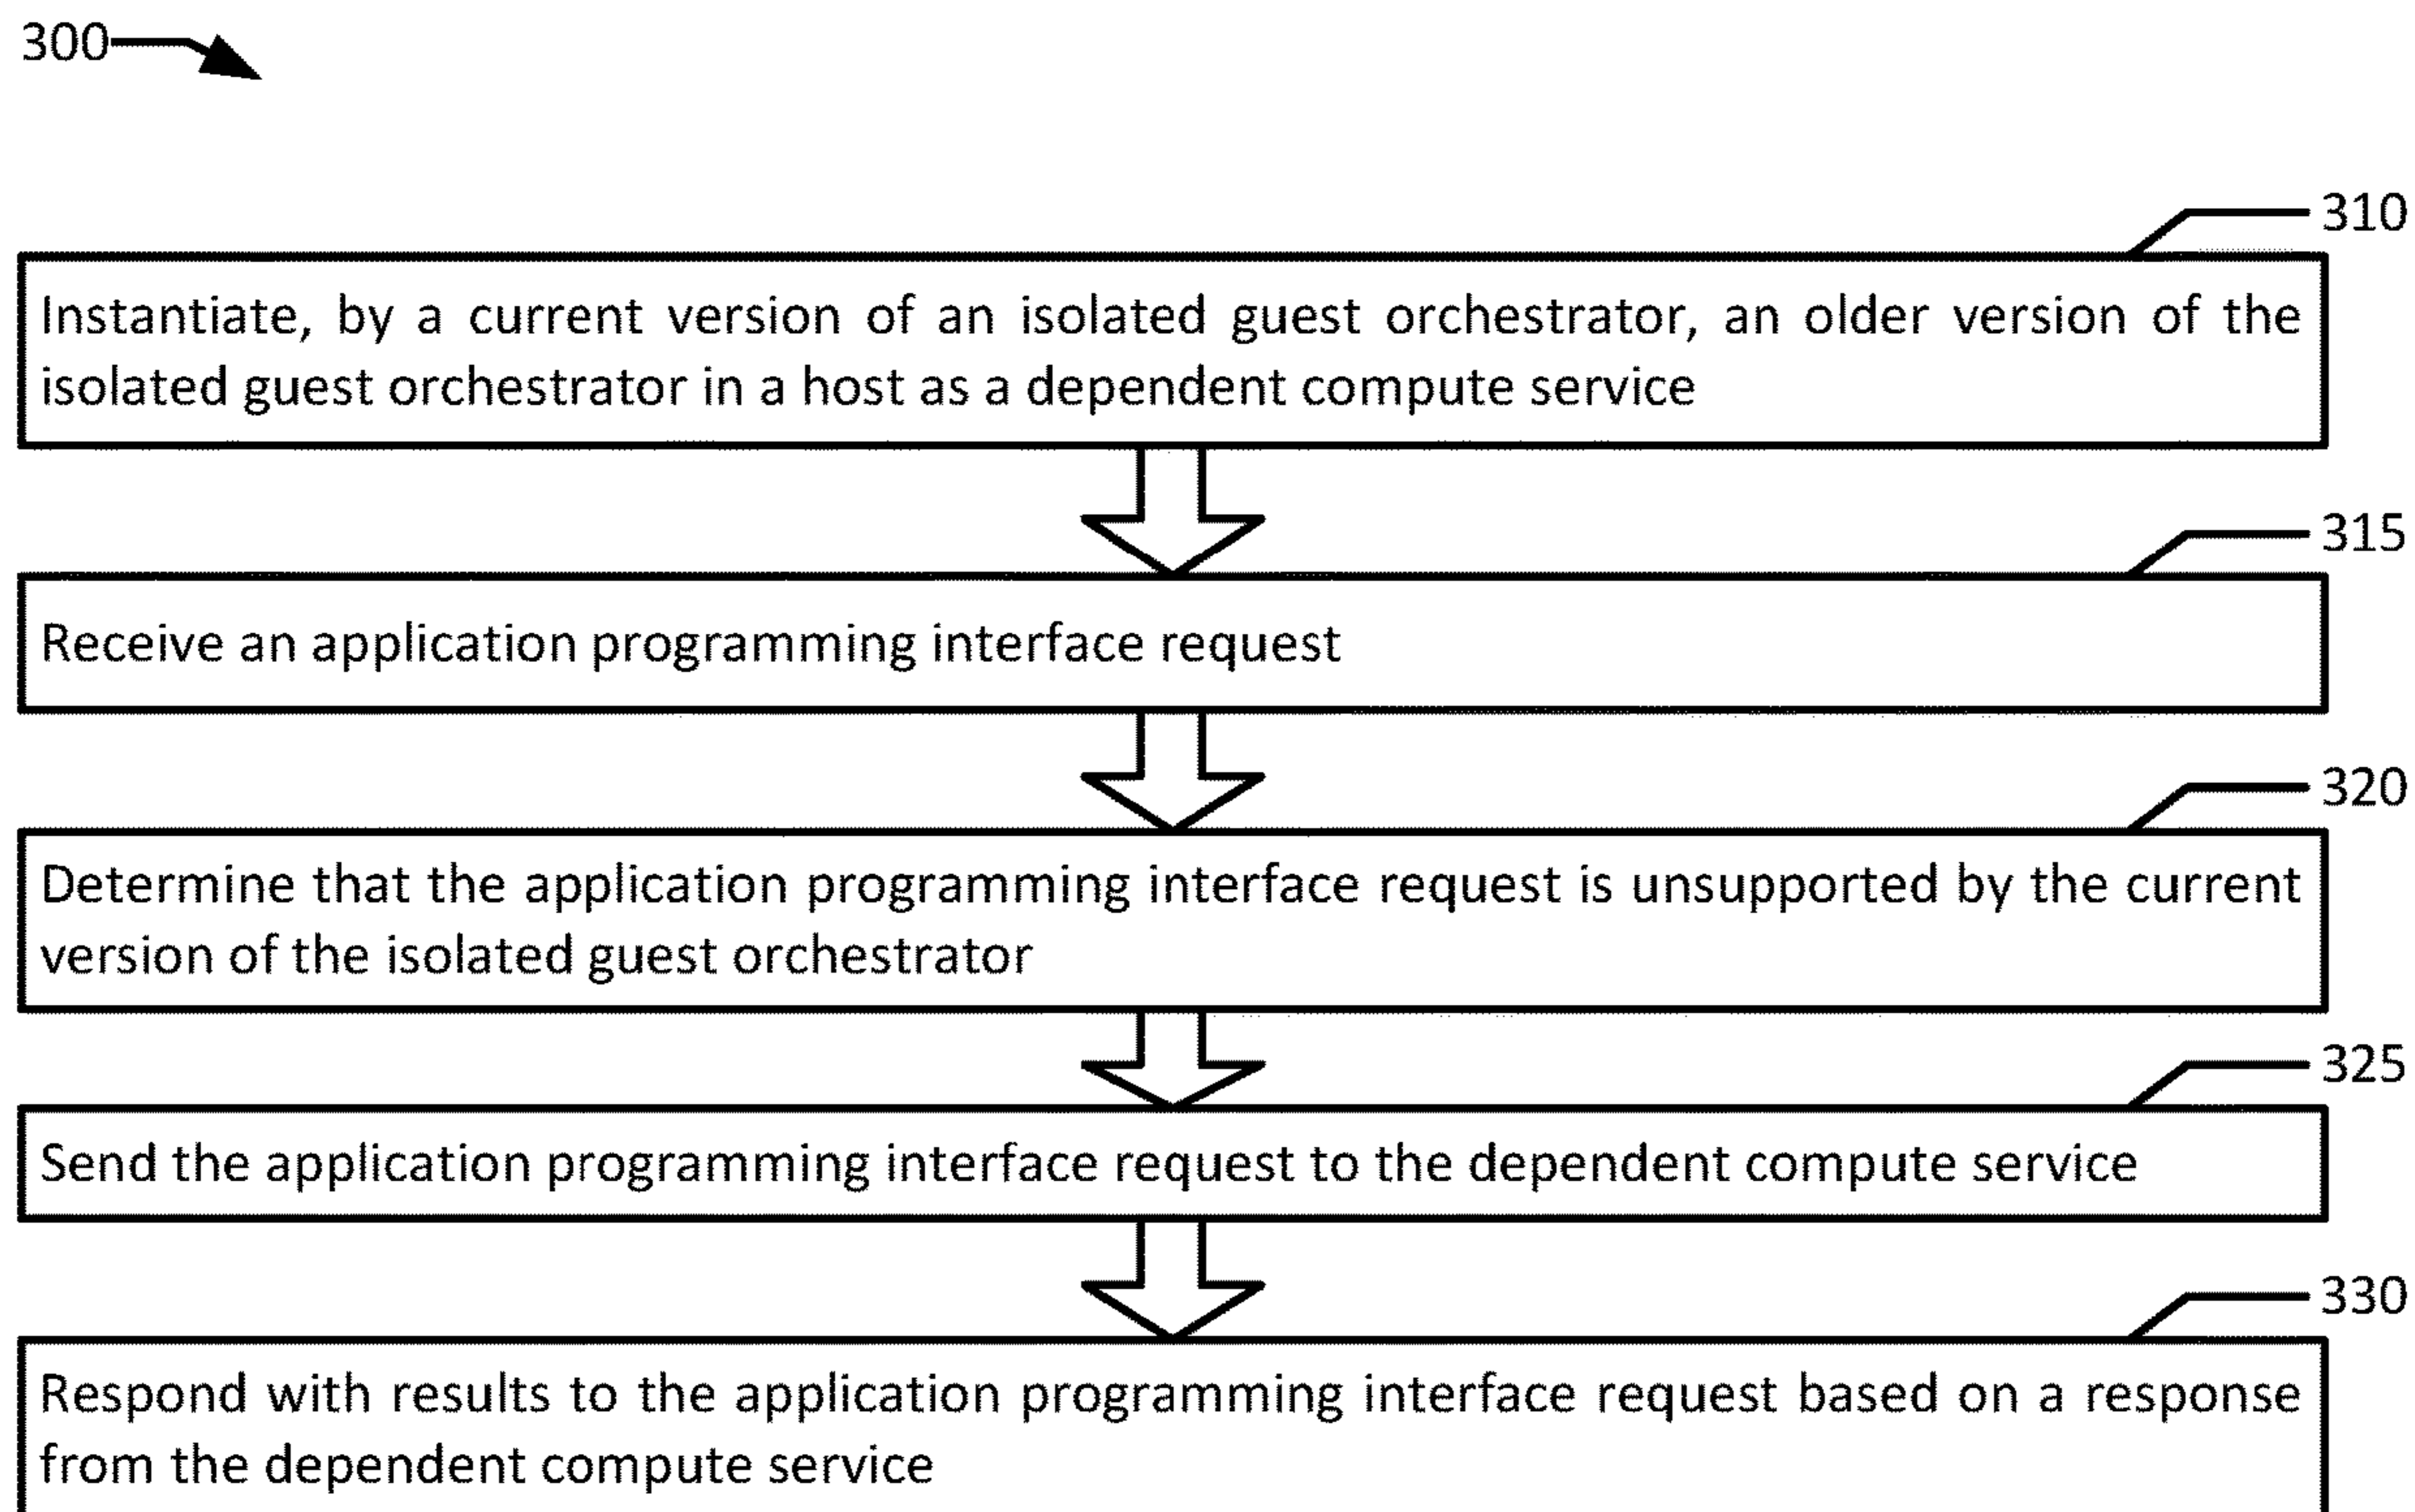 300
310
Instantiate, by a current version of an isolated guest orchestrator, an older version of the
isolated guest orchestrator in a host as a dependent compute service
315
Receive an application programming interface request
320
Determine that the application programming interface request is unsupported by the current
version of the isolated guest orchestrator
325
Send the application programming interface request to the dependent compute service
330
Respond with results to the application programming interface request based on a response
from the dependent compute service